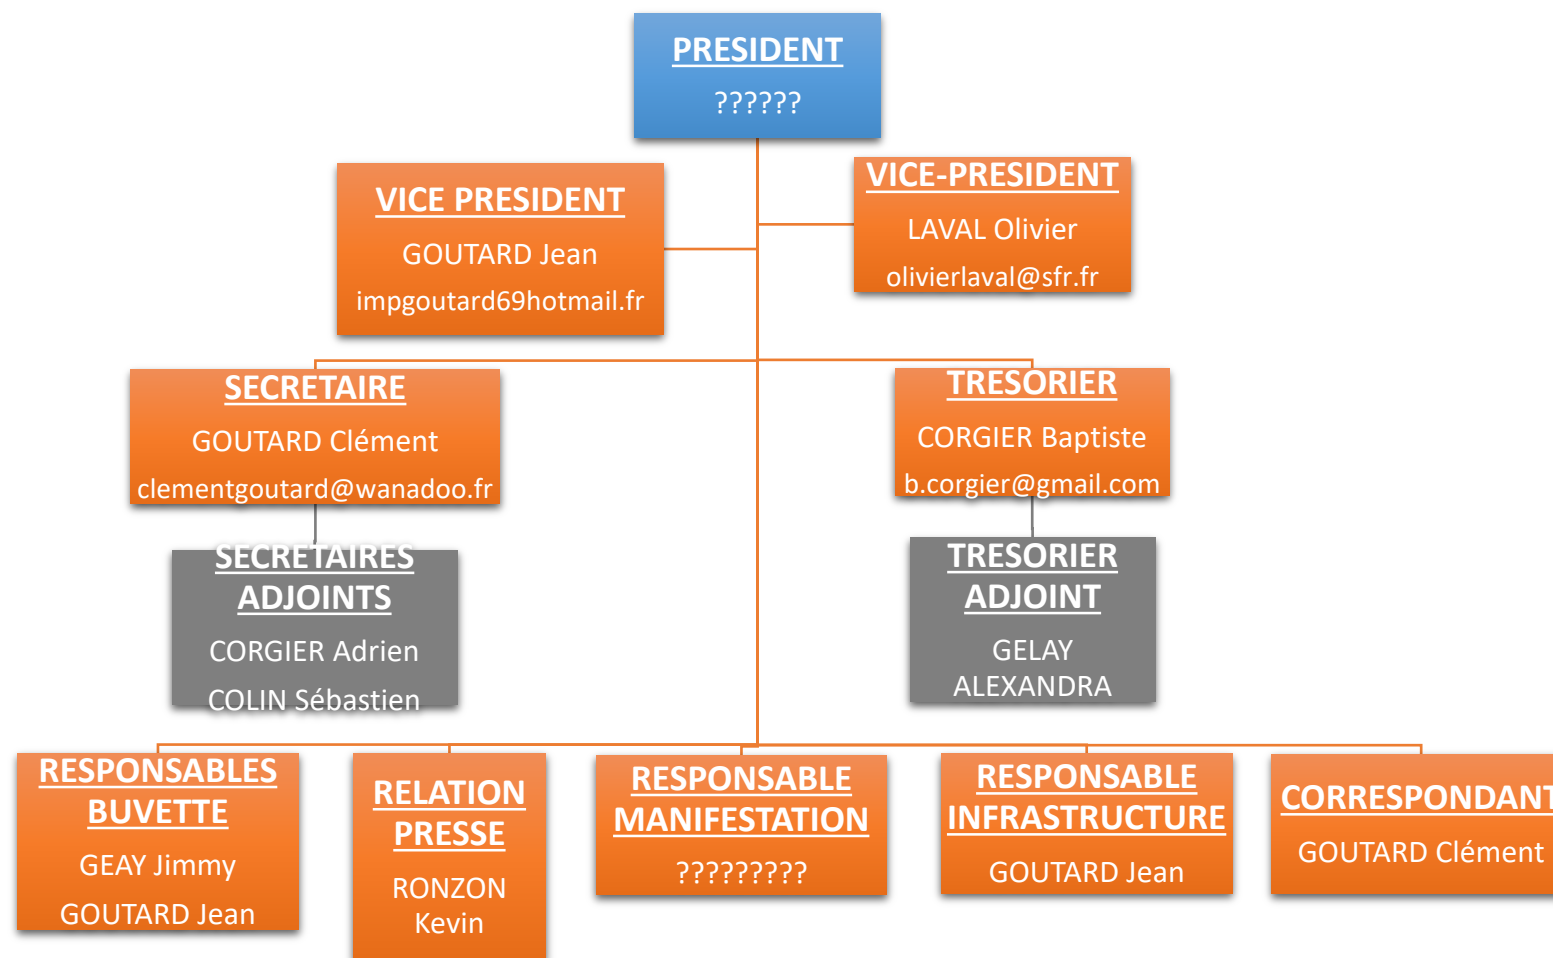 PRESIDENT
??????
VICE PRESIDENT
GOUTARD Jean
impgoutard69hotmail.fr
VICE-PRESIDENT
LAVAL Olivier
olivierlaval@sfr.fr
SECRETAIRE
GOUTARD Clément
clementgoutard@wanadoo.fr
TRESORIER
CORGIER Baptiste
b.corgier@gmail.com
SECRETAIRES
ADJOINTS
CORGIER Adrien
COLIN Sébastien
TRESORIER
ADJOINT
GELAY
ALEXANDRA
RESPONSABLES
BUVETTE
GEAY Jimmy
GOUTARD Jean
RELATION
PRESSE
RONZON
Kevin
RESPONSABLE
MANIFESTATION
?????????
RESPONSABLE
INFRASTRUCTURE
GOUTARD Jean
CORRESPONDANT
GOUTARD Clément